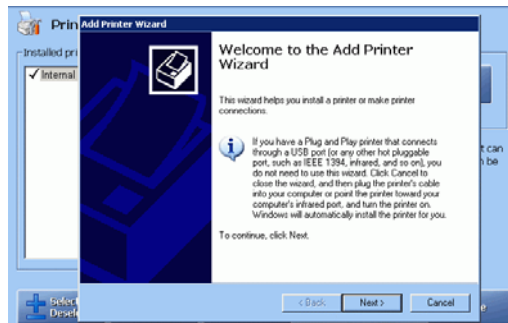 Prin
Add Printer Wizard
Installed pri
Internal
Welcome to the Add Printer
Wizard
This wizard helps you install a printer or make printer
connections.
If you have a Plug and Play printer that connects
through a USB port (or any other hot pluggable
port, such as IEEE 1394, infrared, and so on), you
do not need to use this wizard. Click Cancel to
close the wizard, and then plug the printer's cable
into your computer or point the printer toward your
computer's infrared port, and turn the printer on.
Windows will automatically install the printer for you.
To continue, click Next.
t can
n be
Select
Desele
< Back
Next >
Cancel
e